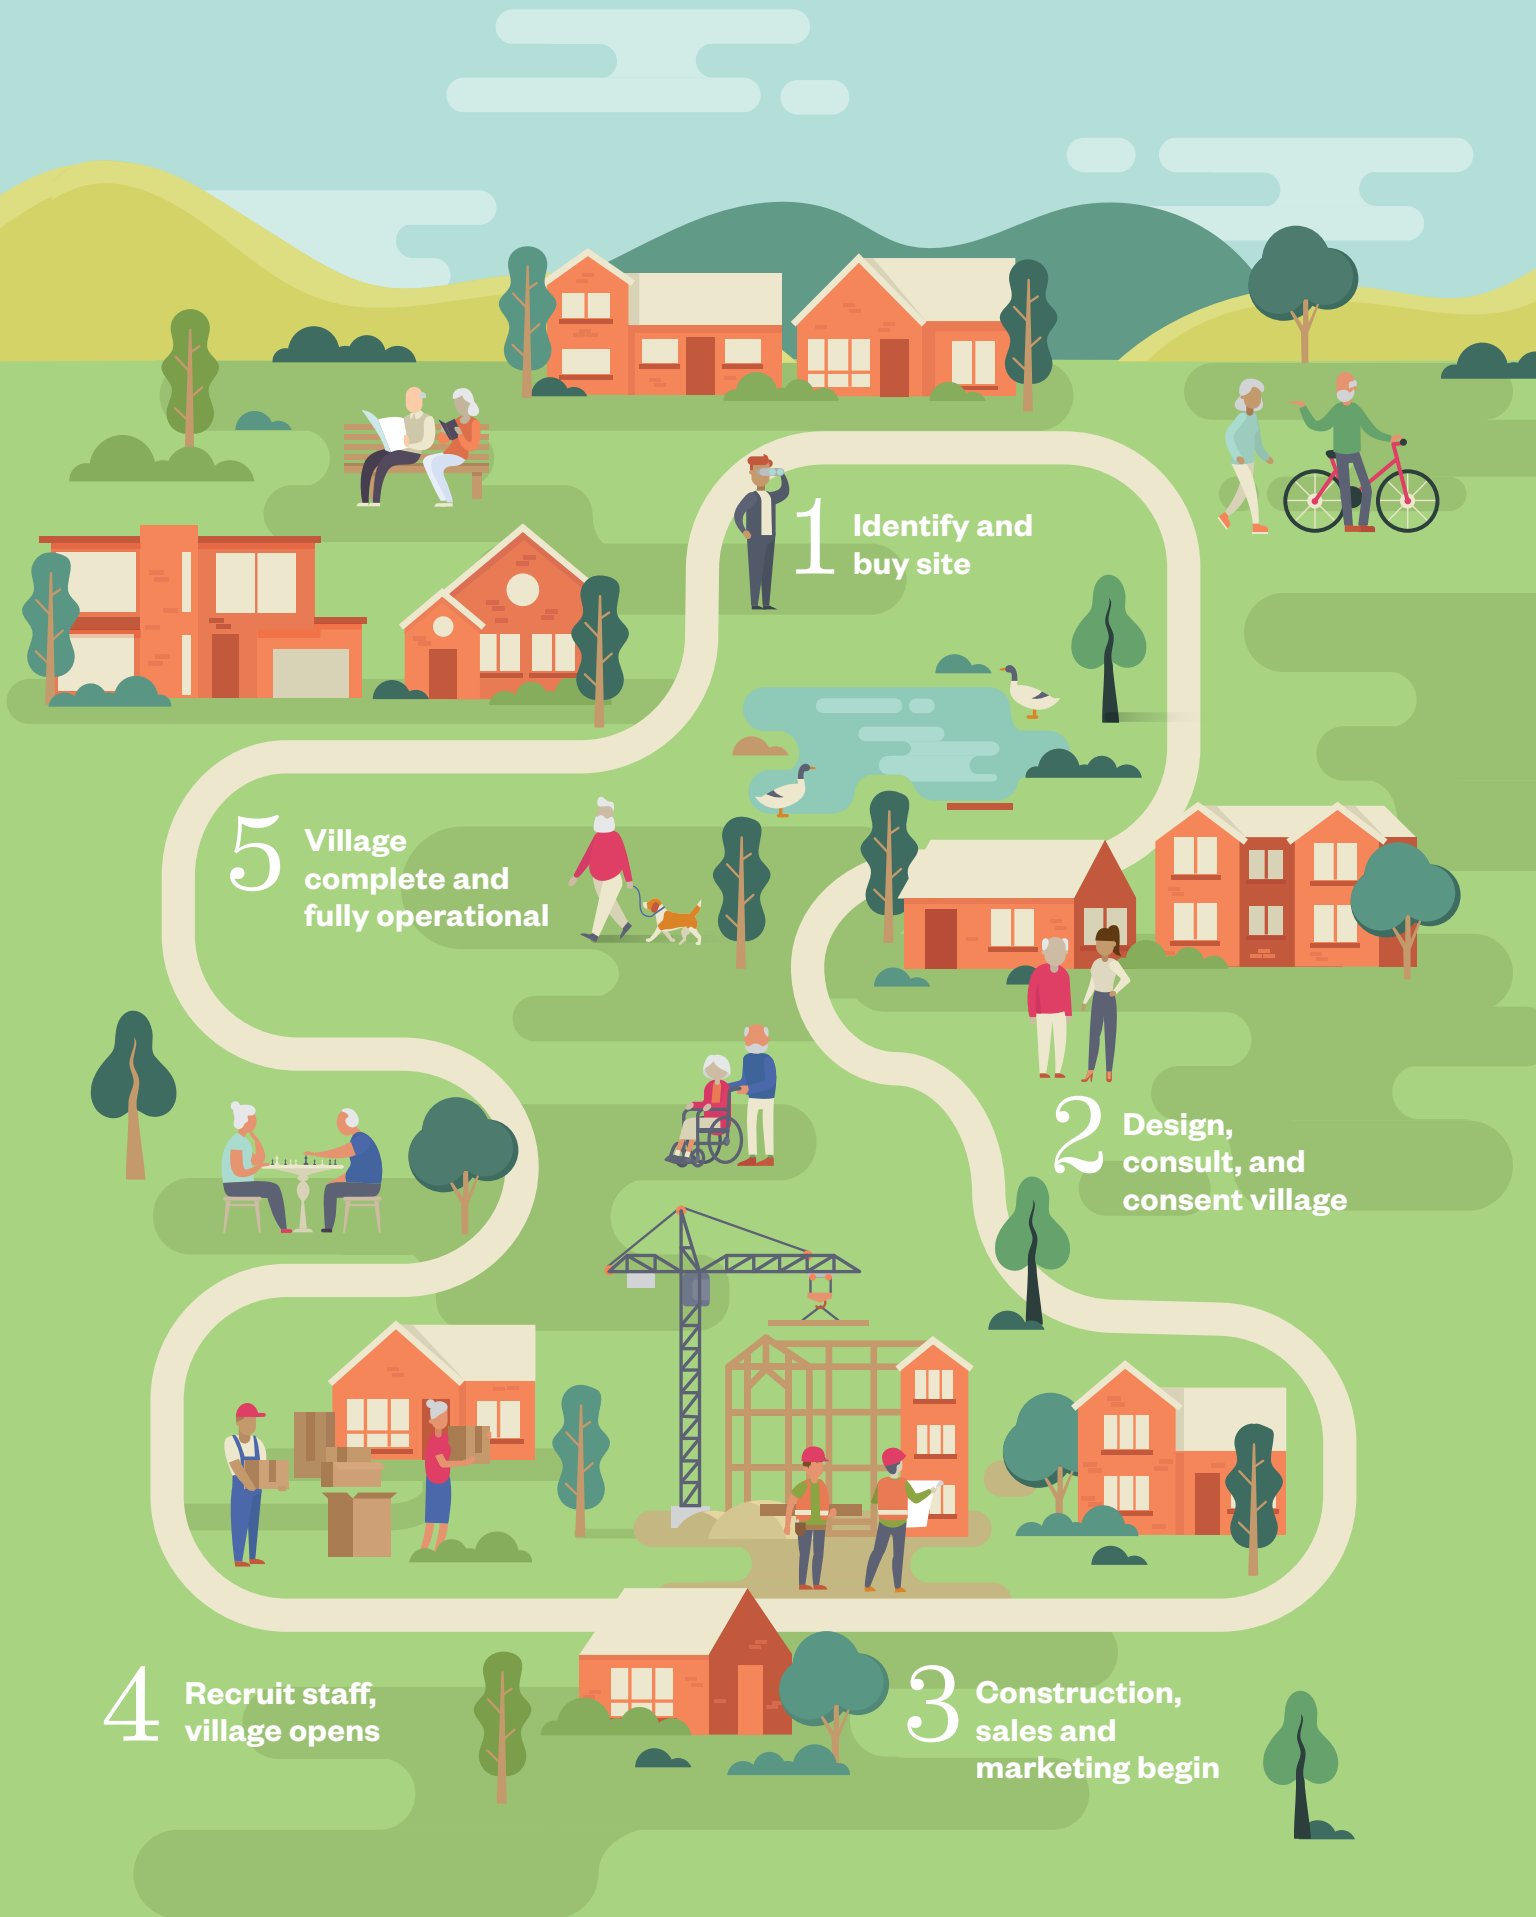 1
Identify and
buy site
2
Design,
consult, and
consent village
3
Construction,
sales and
marketing begin
4
Recruit staff,
village opens
5
Village
complete and
fully operational